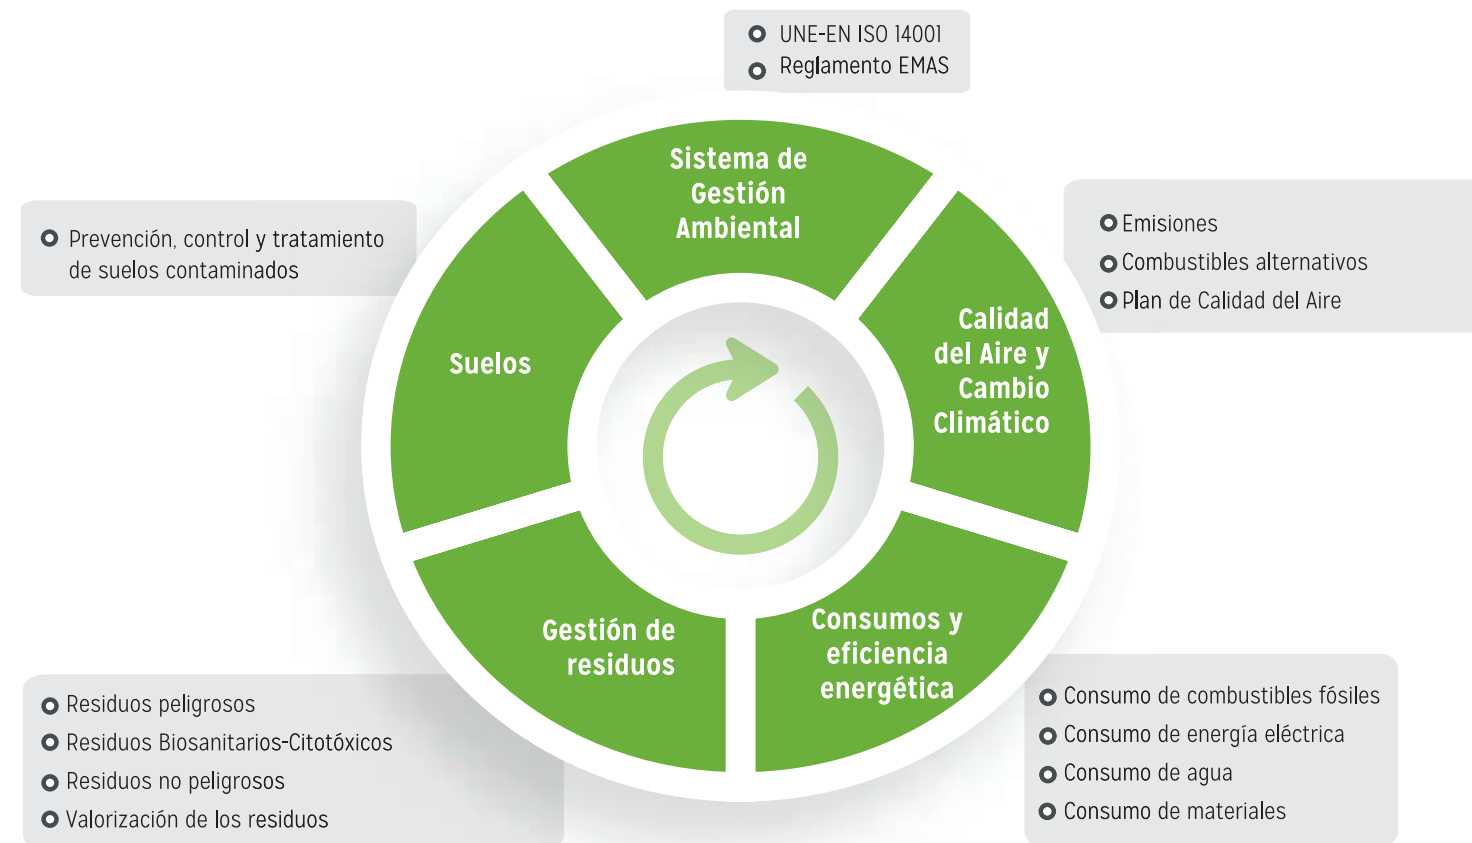 UNE-EN ISO 14001
Reglamento EMAS
Sistema de
Gestión
Ambiental
Prevención, control y tratamiento
de suelos contaminados
Emisiones
Combustibles alternativos
Plan de Calidad del Aire
Suelos
Calidad
del Aire y
Cambio
Climático
Gestión de
residuos
Consumos y
eficiencia
energética
Residuos peligrosos
Residuos Biosanitarios-Citotóxicos
Residuos no peligrosos
Valorización de los residuos
Consumo de combustibles fósiles
Consumo de energía eléctrica
Consumo de agua
Consumo de materiales